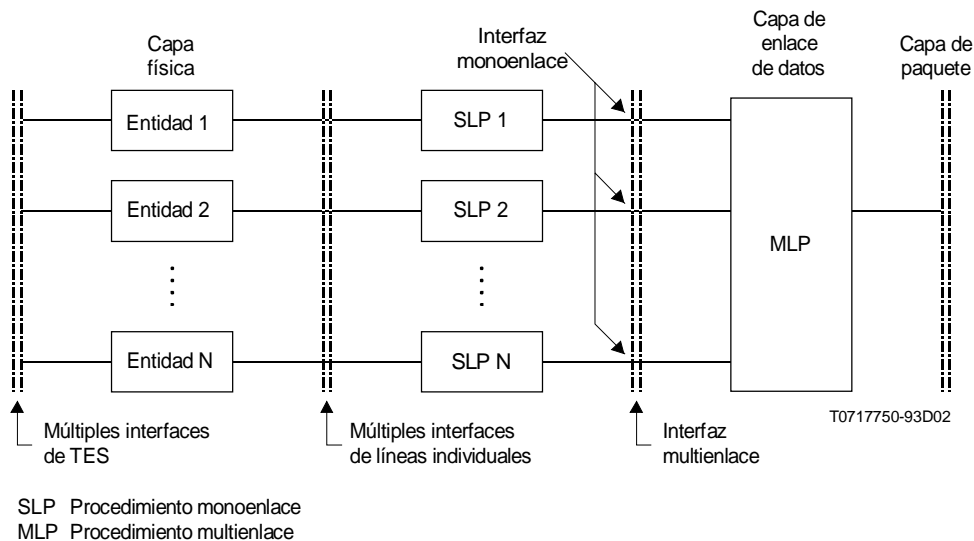 Capa
física
Interfaz
monoenlace
Capa de
enlace
de datos
Capa de
paquete
Entidad 1
SLP 1
Entidad 2
SLP 2
MLP
Entidad N
SLP N
T0717750-93D02
Múltiples interfaces
de TES
Múltiples interfaces
de líneas individuales
Interfaz
multienlace
SLP Procedimiento monoenlace
MLP Procedimiento multienlace